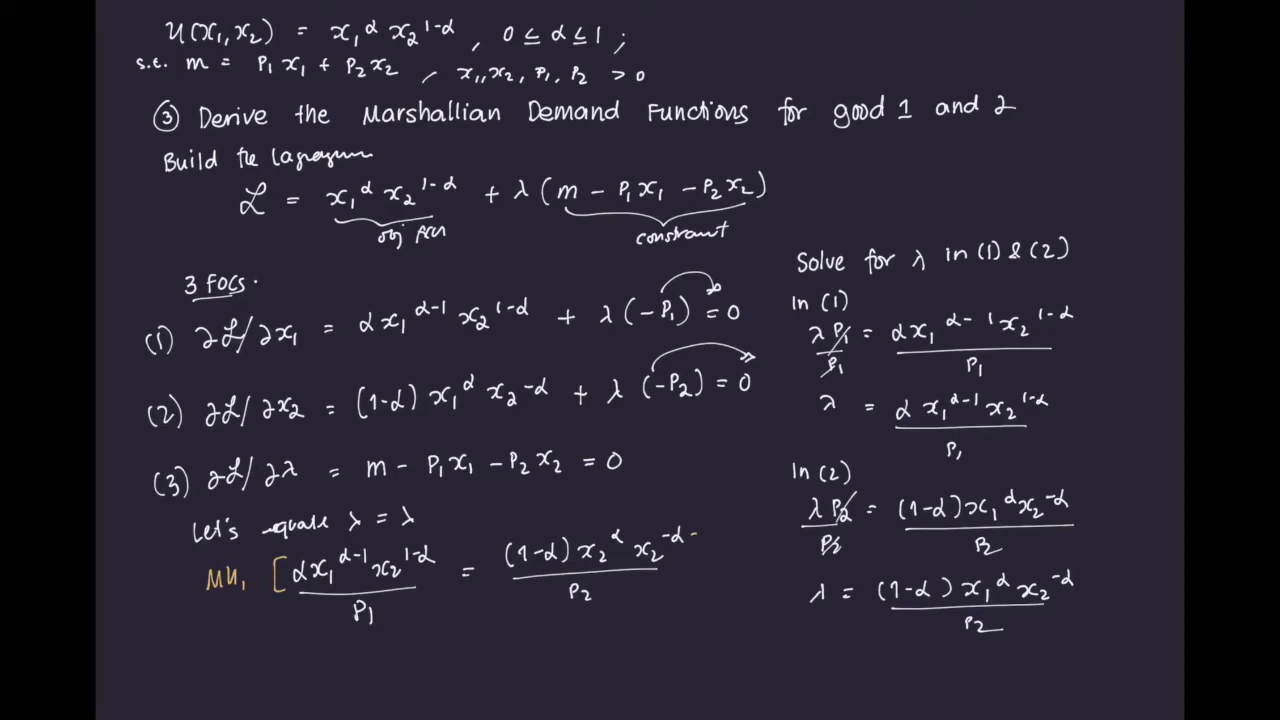 U(x₁,x₂) = x₁^α x₂^1-α , 0 ≤ α ≤ 1 ;
s.t. m = P₁x₁ + P₂x₂ , x₁,x₂, P₁, P₂ > 0
③ Derive the Marshallian Demand Functions for good 1 and 2
Build the Lagrangian
ℒ = x₁^α x₂^1-α + λ (m - P₁x₁ - P₂x₂)
obj fcn constraint
3 FOCs.
(1) ∂ℒ/∂x₁ = αx₁^α-1 x₂^1-α + λ (-P₁) = 0
(2) ∂ℒ/∂x₂ = (1-α) x₁^α x₂^-α + λ (-P₂) = 0
(3) ∂ℒ/∂λ = m - P₁x₁ - P₂x₂ = 0
Let's equate λ = λ
MU₁ [αx₁^α-1 x₂^1-α / P₁ = (1-α) x₂^α x₂^-α / P₂
Solve for λ in (1) & (2)
In (1)
λP₁ / P₁ = αx₁^α-1 x₂^1-α / P₁
λ = αx₁^α-1 x₂^1-α / P₁
In (2)
λP₂ / P₂ = (1-α)x₁^α x₂^-α / P₂
λ = (1-α) x₁^α x₂^-α / P₂